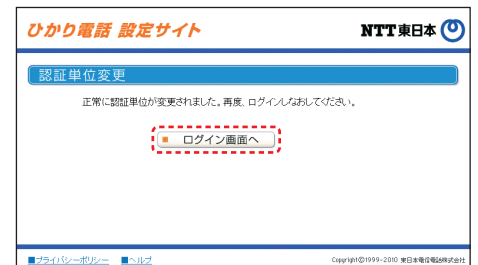 ひかり電話 設定サイト
NTT東日本
認証単位変更
正常に認証単位が変更されました。再度、ログインしなおしてください。
ログイン画面へ
■プライバシーポリシー ■ヘルプ
Copyright©1999-2010 東日本電信電話株式会社